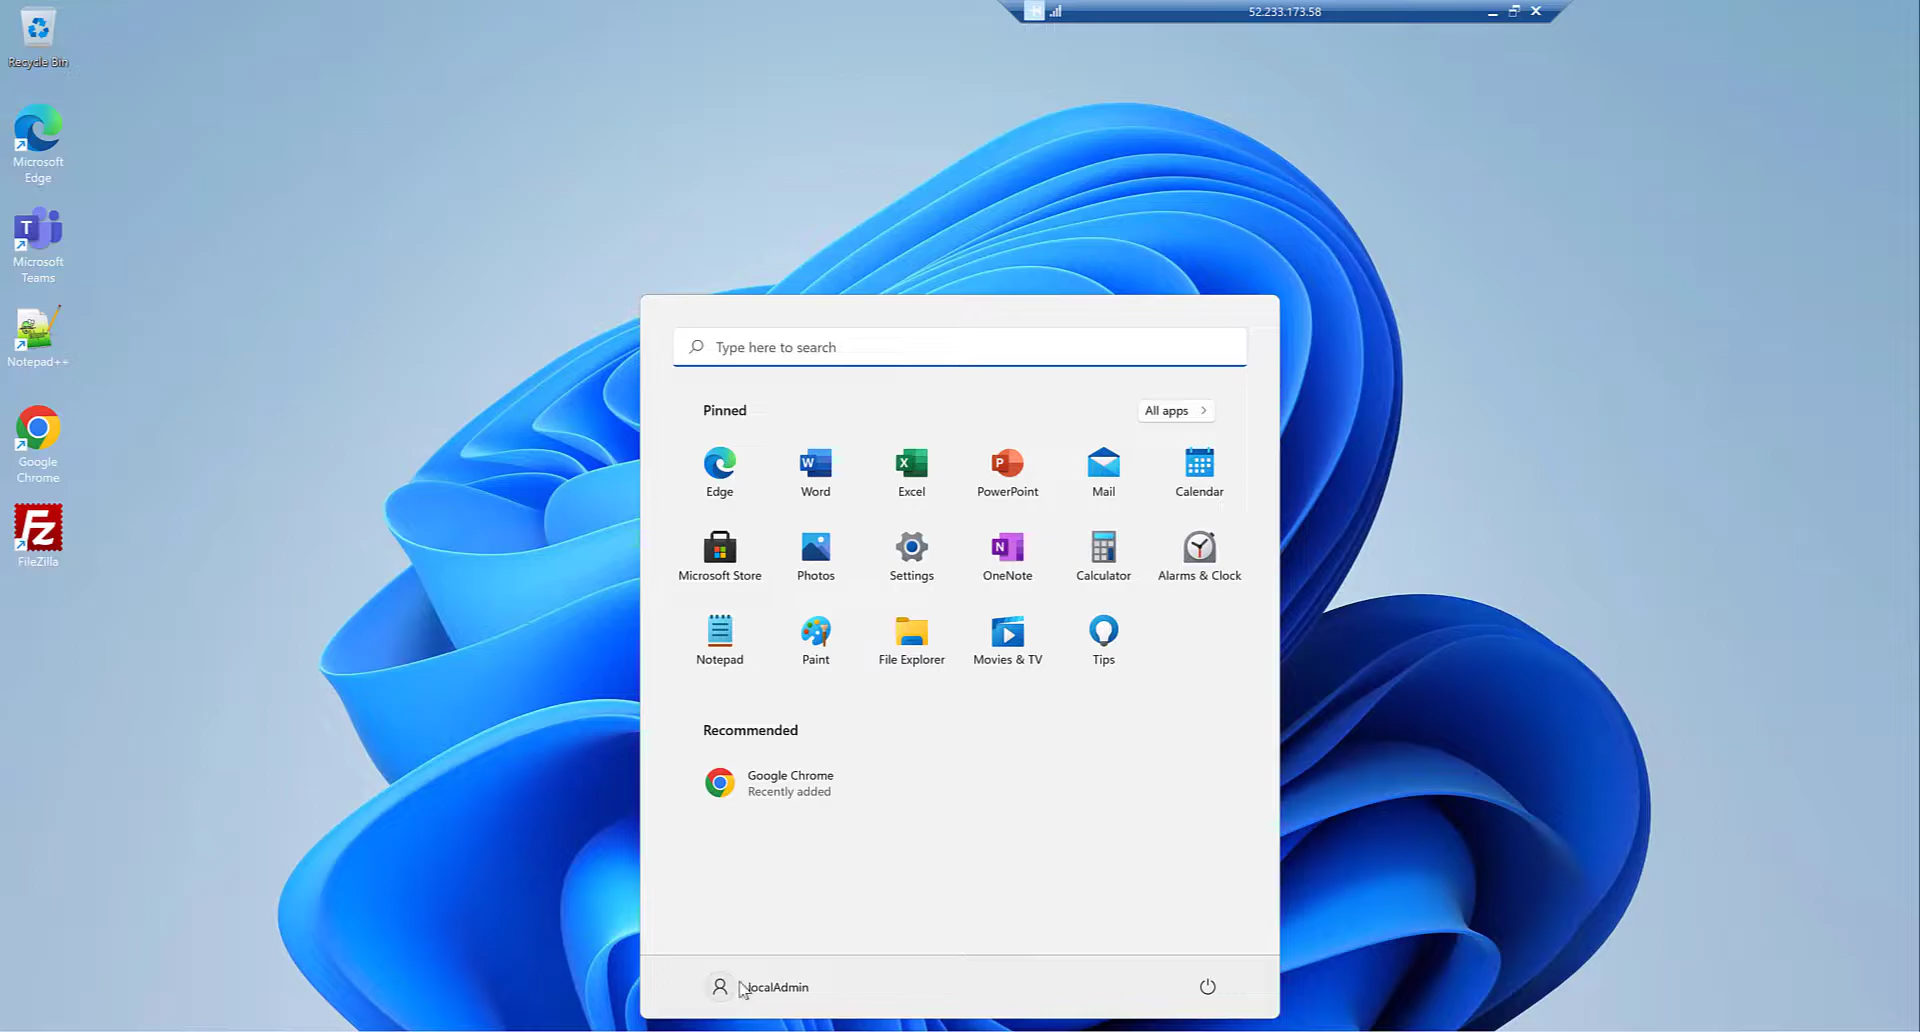 52.233.173.58
Recycle Bin
Microsoft
Edge
Microsoft
Teams
Notepad++
Google
Chrome
FileZilla
Type here to search
Pinned
All apps
Edge
Word
Excel
PowerPoint
Mail
Calendar
Microsoft Store
Photos
Settings
OneNote
Calculator
Alarms & Clock
Notepad
Paint
File Explorer
Movies & TV
Tips
Recommended
Google Chrome
Recently added
localAdmin